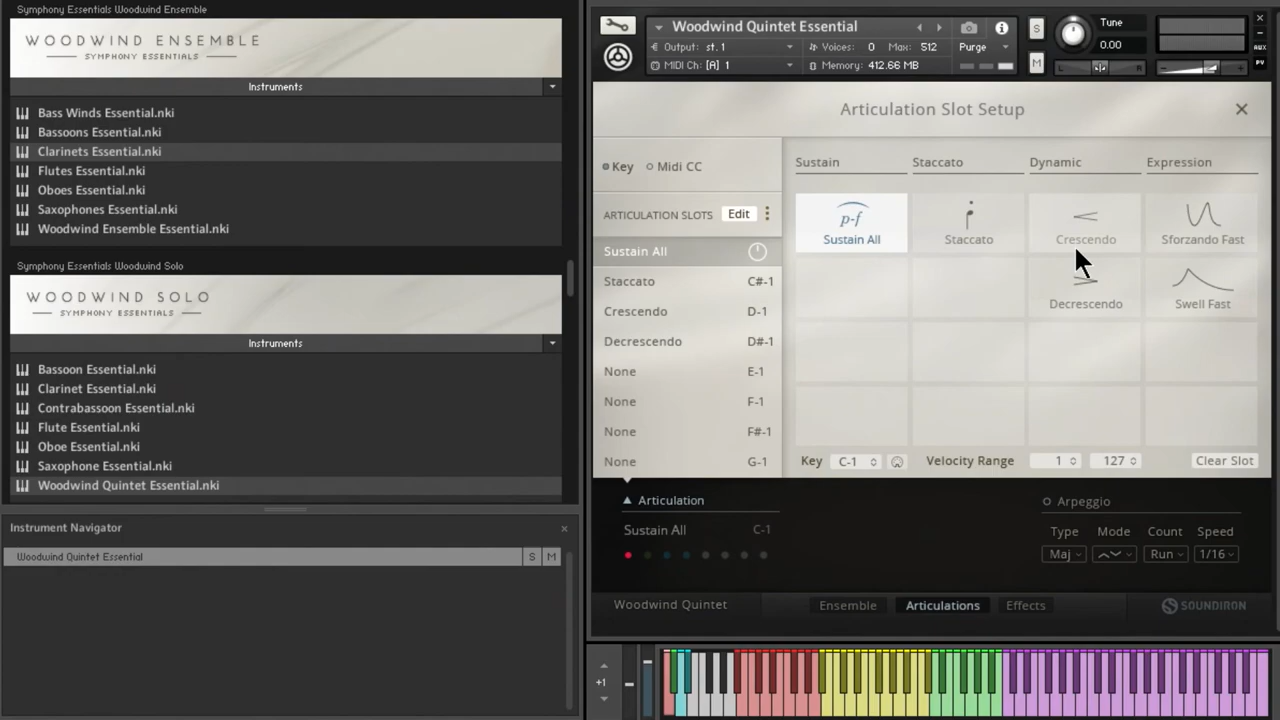 Symphony Essentials Woodwind Ensemble
WOODWIND ENSEMBLE
SYMPHONY ESSENTIALS
Instruments
Bass Winds Essential.nki
Bassoons Essential.nki
Clarinets Essential.nki
Flutes Essential.nki
Oboes Essential.nki
Saxophones Essential.nki
Woodwind Ensemble Essential.nki
Symphony Essentials Woodwind Solo
WOODWIND SOLO
SYMPHONY ESSENTIALS
Instruments
Bassoon Essential.nki
Clarinet Essential.nki
Contrabassoon Essential.nki
Flute Essential.nki
Oboe Essential.nki
Saxophone Essential.nki
Woodwind Quintet Essential.nki
Instrument Navigator
Woodwind Quintet Essential S M
Woodwind Quintet Essential
Output: st.1 Voices: 0 Max: 512 Purge
MIDI Ch: [A] 1 Memory: 412.66 MB
S
M
Tune
0.00
L R
AUX
PV
Articulation Slot Setup
Key Midi CC
ARTICULATION SLOTS Edit
Sustain All
Staccato C#-1
Crescendo D-1
Decrescendo D#-1
None E-1
None F-1
None F#-1
None G-1
Sustain Staccato Dynamic Expression
p-f
Sustain All Staccato Crescendo Sforzando Fast
Decrescendo Swell Fast
Key C-1 Velocity Range 1 127 Clear Slot
Articulation
Sustain All C-1
Arpeggio
Type Mode Count Speed
Maj Run 1/16
Woodwind Quintet Ensemble Articulations Effects SOUNDIRON
+1